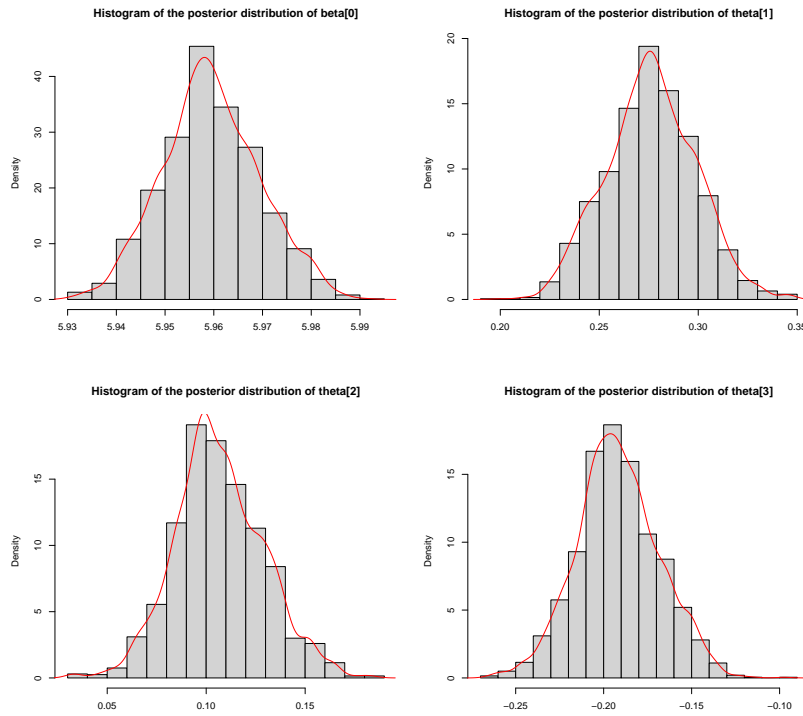 Histogram of the posterior distribution of beta[0]
Density
0
10
20
30
40
5.93 5.94 5.95 5.96 5.97 5.98 5.99
Histogram of the posterior distribution of theta[1]
Density
0
5
10
15
20
0.20 0.25 0.30 0.35
Histogram of the posterior distribution of theta[2]
Density
0
5
10
15
0.05 0.10 0.15
Histogram of the posterior distribution of theta[3]
Density
0
5
10
15
−0.25 −0.20 −0.15 −0.10